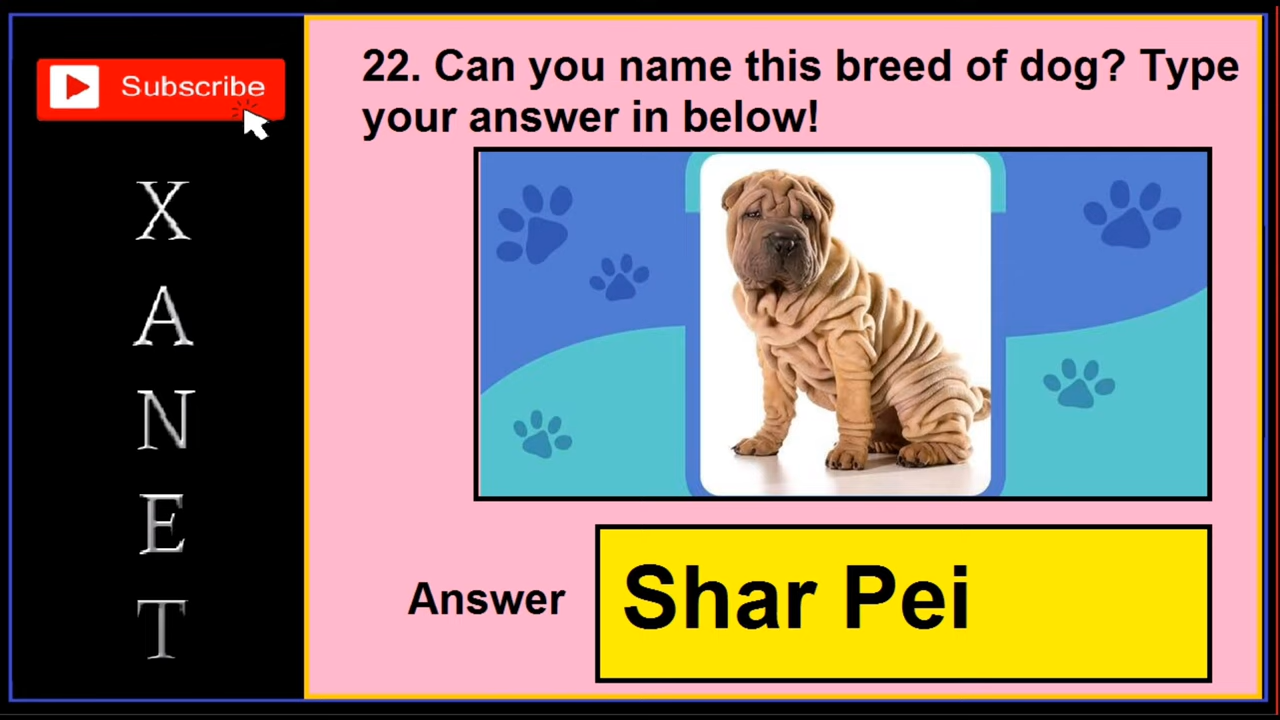 Subscribe
X
A
N
E
T
22. Can you name this breed of dog? Type
your answer in below!
Answer
Shar Pei